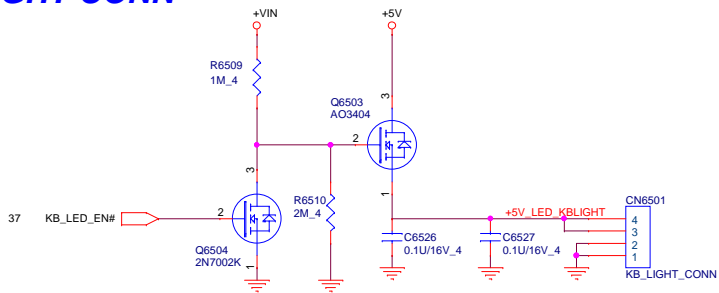 +VIN
+5V
R6509
1M_4
3
Q6503
AO3404
2
3
1
R6510
2M_4
37 KB_LED_EN#
2
Q6504
2N7002K
1
+5V_LED_KBLIGHT
CN6501
4
3
2
1
C6526
0.1U/16V_4
C6527
0.1U/16V_4
KB_LIGHT_CONN